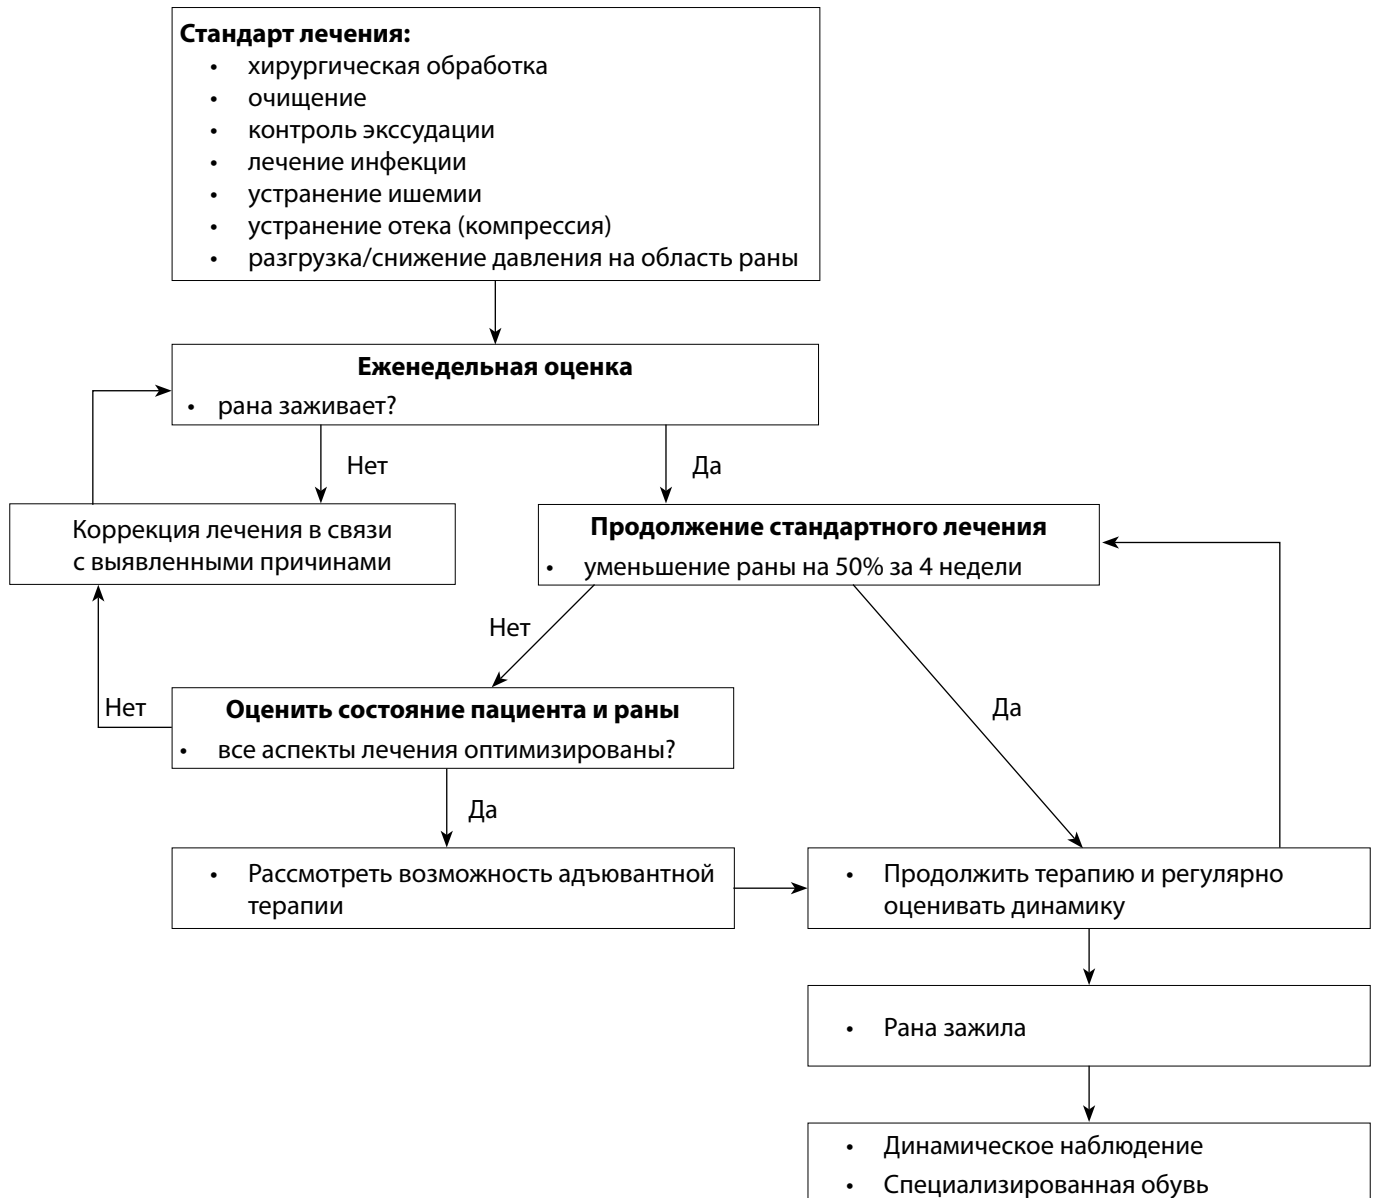 Стандарт лечения:
• хирургическая обработка
• очищение
• контроль экссудации
• лечение инфекции
• устранение ишемии
• устранение отека (компрессия)
• разгрузка/снижение давления на область раны
Еженедельная оценка
• рана заживает?
Нет
Да
Коррекция лечения в связи
с выявленными причинами
Продолжение стандартного лечения
• уменьшение раны на 50% за 4 недели
Нет
Да
Нет
Оценить состояние пациента и раны
• все аспекты лечения оптимизированы?
Да
• Рассмотреть возможность адъювантной
терапии
• Продолжить терапию и регулярно
оценивать динамику
• Рана зажила
• Динамическое наблюдение
• Специализированная обувь